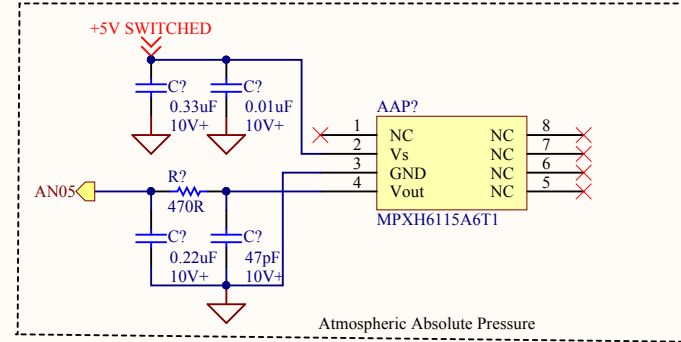 +5V SWITCHED
C? C?
0.33uF 0.01uF
10V+ 10V+
AAP?
1 NC NC 8
2 Vs NC 7
3 GND NC 6
4 Vout NC 5
MPXH6115A6T1
AN05
R?
470R
C? C?
0.22uF 47pF
10V+ 10V+
Atmospheric Absolute Pressure